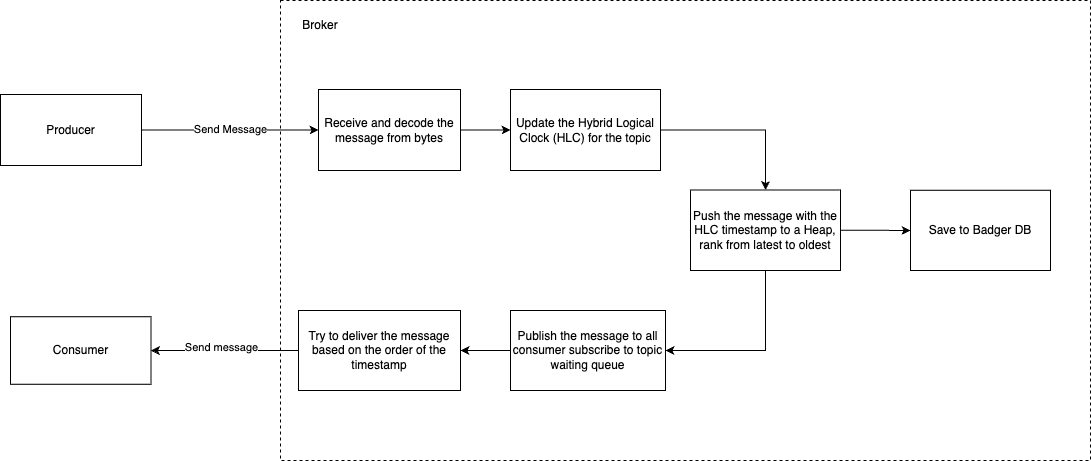 Broker
Producer
Send Message
Receive and decode the
message from bytes
Update the Hybrid Logical
Clock (HLC) for the topic
Push the message with the
HLC timestamp to a Heap,
rank from latest to oldest
Save to Badger DB
Consumer
Send message
Try to deliver the message
based on the order of the
timestamp
Publish the message to all
consumer subscribe to topic
waiting queue